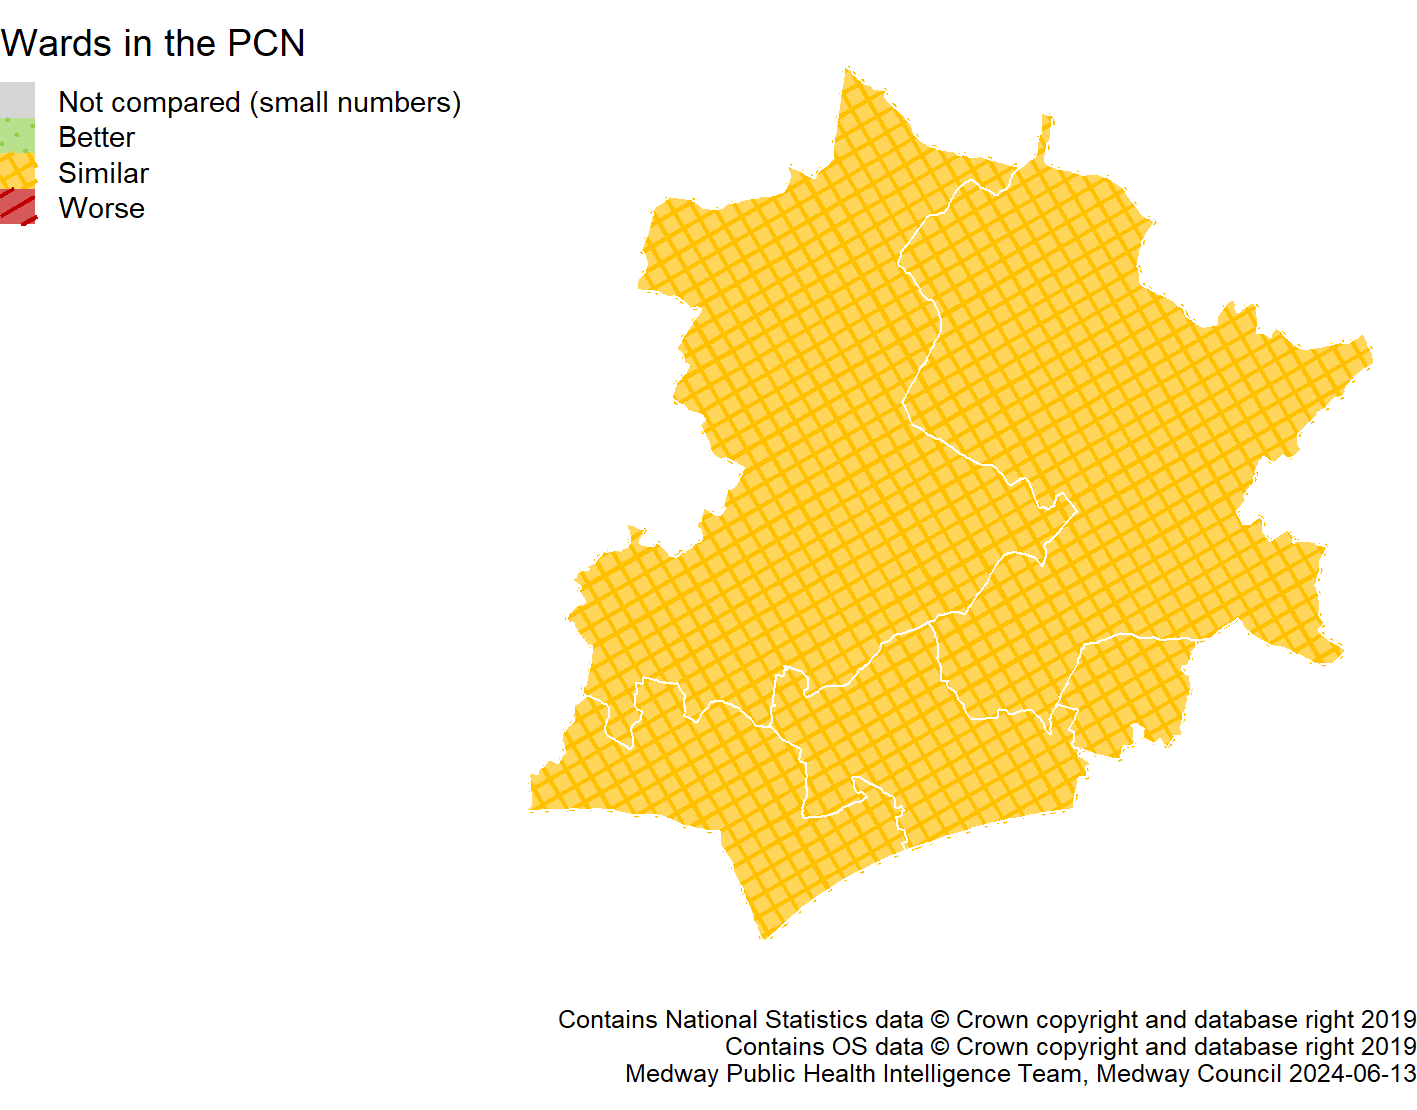 Wards in the PCN
Not compared (small numbers)
Better
Similar
Worse
Contains National Statistics data © Crown copyright and database right 2019
Contains OS data © Crown copyright and database right 2019
Medway Public Health Intelligence Team, Medway Council 2024-06-13